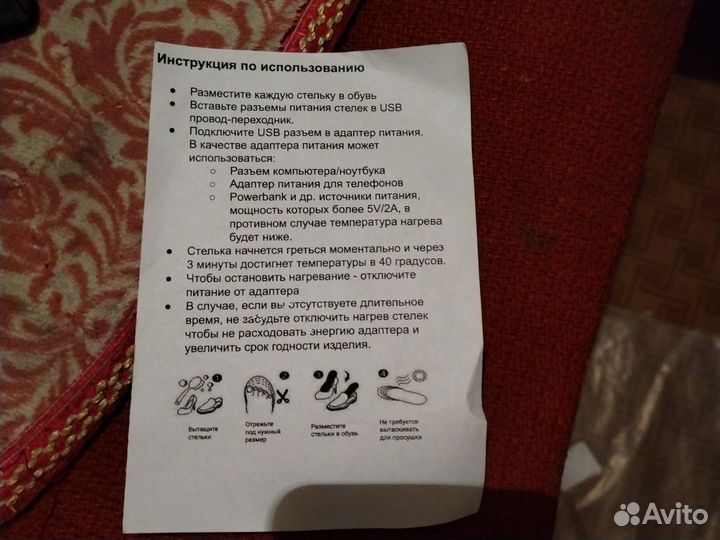 Инструкция по использованию
Разместите каждую стельку в обувь
Вставьте разъемы питания стелек в USB
провод-переходник.
Подключите USB разъем в адаптер питания.
В качестве адаптера питания может
использоваться:
Разъем компьютера/ноутбука
Адаптер питания для телефонов
Powerbank и др. источники питания,
мощность которых более 5V/2A, в
противном случае температура нагрева
будет ниже.
Стелька начнется греться моментально и через
3 минуты достигнет температуры в 40 градусов.
Чтобы остановить нагревание - отключите
питание от адаптера
В случае, если вы отсутствуете длительное
время, не забудьте отключить нагрев стелек
чтобы не расходовать энергию адаптера и
увеличить срок годности изделия.
1 2 3 4
Вытащите
стельки
Отрежьте
под нужный
размер
Разместите
стельки в обувь
Не требуется
вытаскивать
для просушки
Avito